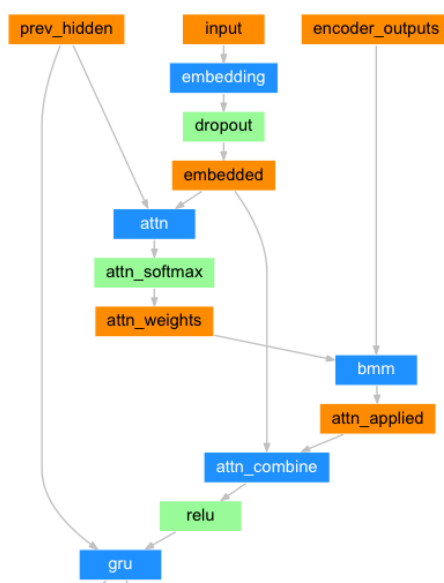 prev_hidden
input
encoder_outputs
embedding
dropout
embedded
attn
attn_softmax
attn_weights
bmm
attn_applied
attn_combine
relu
gru